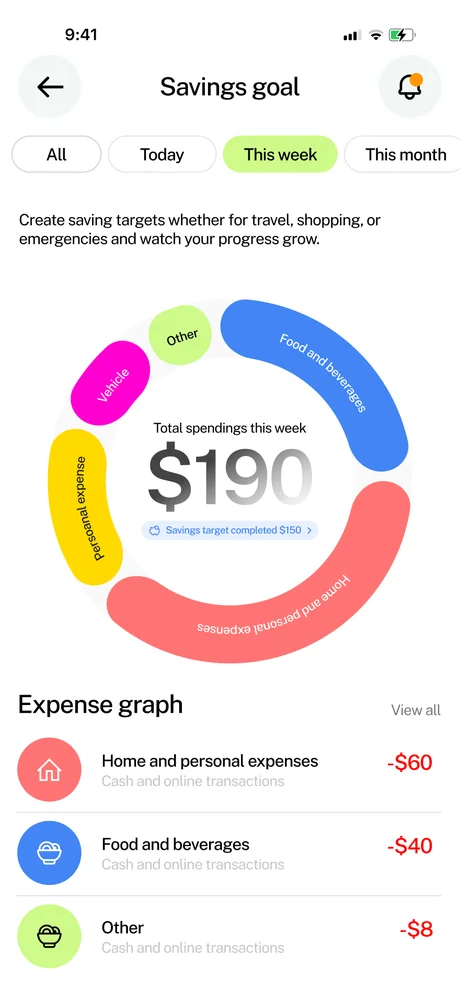 9:41
Savings goal
All
Today
This week
This month
Create saving targets whether for travel, shopping, or
emergencies and watch your progress grow.
Other
Food and beverages
Vehicle
Total spendings this week
$190
Savings target completed $150
Persoanal expense
Home and personal expenses
Expense graph
View all
Home and personal expenses
-$60
Cash and online transactions
Food and beverages
-$40
Cash and online transactions
Other
-$8
Cash and online transactions